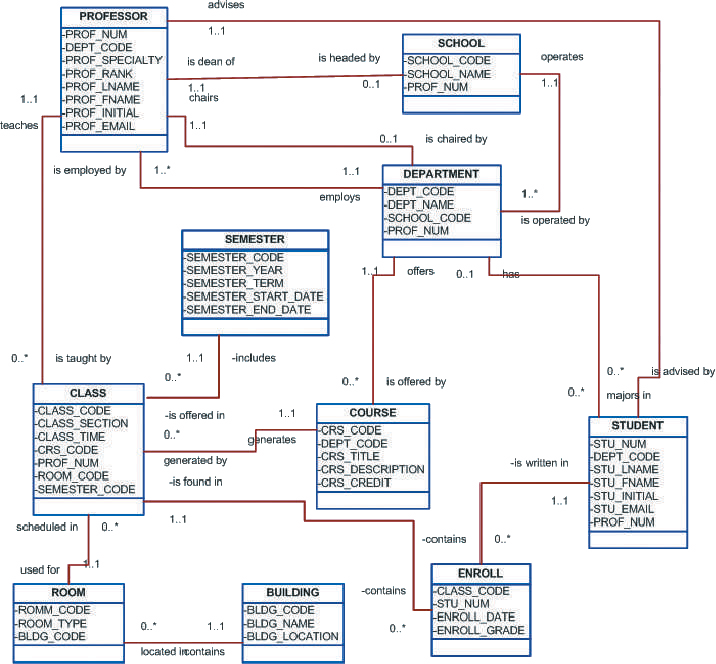 advises
PROFESSOR
1..1
-PROF_NUM
-DEPT_CODE
-PROF_SPECIALTY
-PROF_RANK
-PROF_LNAME
-PROF_FNAME
-PROF_INITIAL
-PROF_EMAIL
is dean of
is headed by
1..1
0..1
chairs
SCHOOL
-SCHOOL_CODE
-SCHOOL_NAME
-PROF_NUM
operates
1..1
1..1
teaches
1..1
0..1
is chaired by
is employed by
1..*
1..1
employs
DEPARTMENT
-DEPT_CODE
-DEPT_NAME
-SCHOOL_CODE
-PROF_NUM
1..*
is operated by
SEMESTER
-SEMESTER_CODE
-SEMESTER_YEAR
-SEMESTER_TERM
-SEMESTER_START_DATE
-SEMESTER_END_DATE
1..1
offers
0..1
-has
0..*
is taught by
1..1
-includes
0..*
0..*
is offered by
0..*
is advised by
0..*
majors in
CLASS
-CLASS_CODE
-CLASS_SECTION
-CLASS_TIME
-CRS_CODE
-PROF_NUM
-ROOM_CODE
-SEMESTER_CODE
-is offered in
1..1
0..*
generates
generated by
-is found in
COURSE
-CRS_CODE
-DEPT_CODE
-CRS_TITLE
-CRS_DESCRIPTION
-CRS_CREDIT
STUDENT
-STU_NUM
-DEPT_CODE
-STU_LNAME
-STU_FNAME
-STU_INITIAL
-STU_EMAIL
-PROF_NUM
-is written in
1..1
scheduled in
0..*
1..1
-contains
0..*
used for
1..1
ROOM
-ROMM_CODE
-ROOM_TYPE
-BLDG_CODE
0..*
1..1
located in
contains
BUILDING
-BLDG_CODE
-BLDG_NAME
-BLDG_LOCATION
-contains
0..*
ENROLL
-CLASS_CODE
-STU_NUM
-ENROLL_DATE
-ENROLL_GRADE